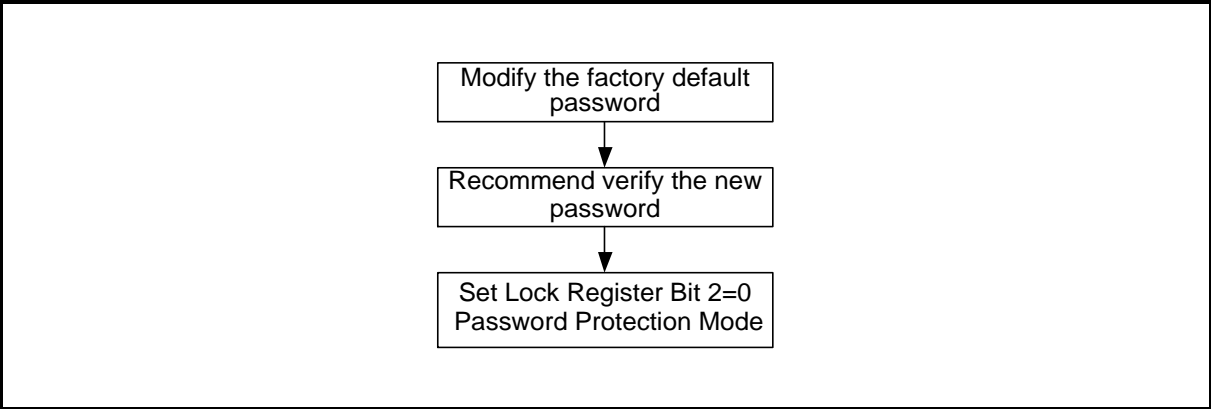 Modify the factory default
password
Recommend verify the new
password
Set Lock Register Bit 2=0
Password Protection Mode